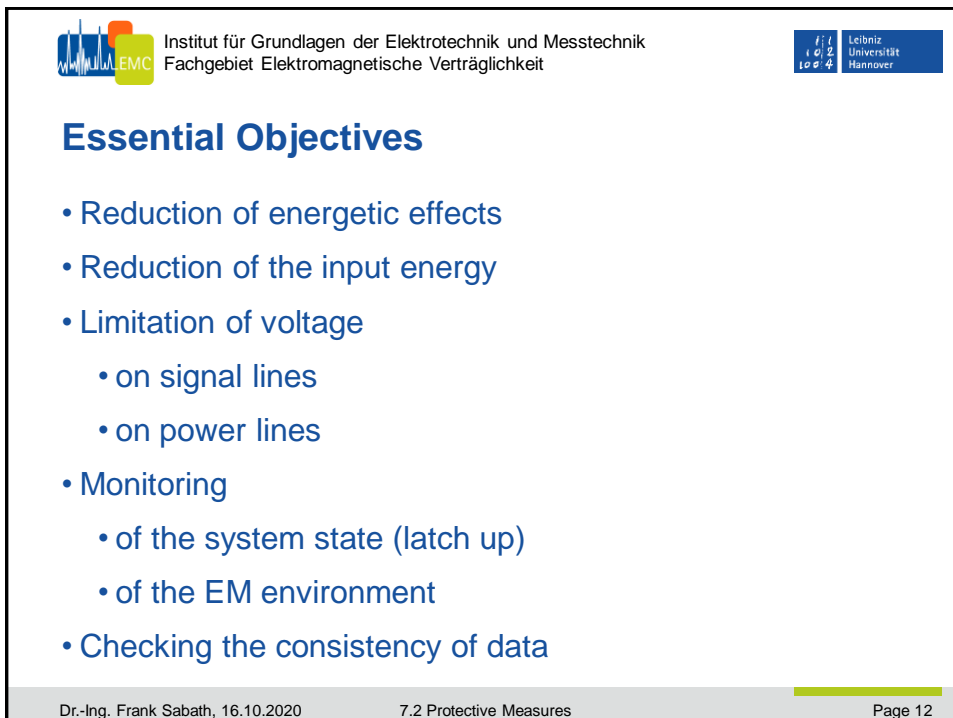 EMC
Institut für Grundlagen der Elektrotechnik und Messtechnik
Fachgebiet Elektromagnetische Verträglichkeit
Leibniz
Universität
Hannover
Essential Objectives
• Reduction of energetic effects
• Reduction of the input energy
• Limitation of voltage
• on signal lines
• on power lines
• Monitoring
• of the system state (latch up)
• of the EM environment
• Checking the consistency of data
Dr.-Ing. Frank Sabath, 16.10.2020 7.2 Protective Measures Page 12